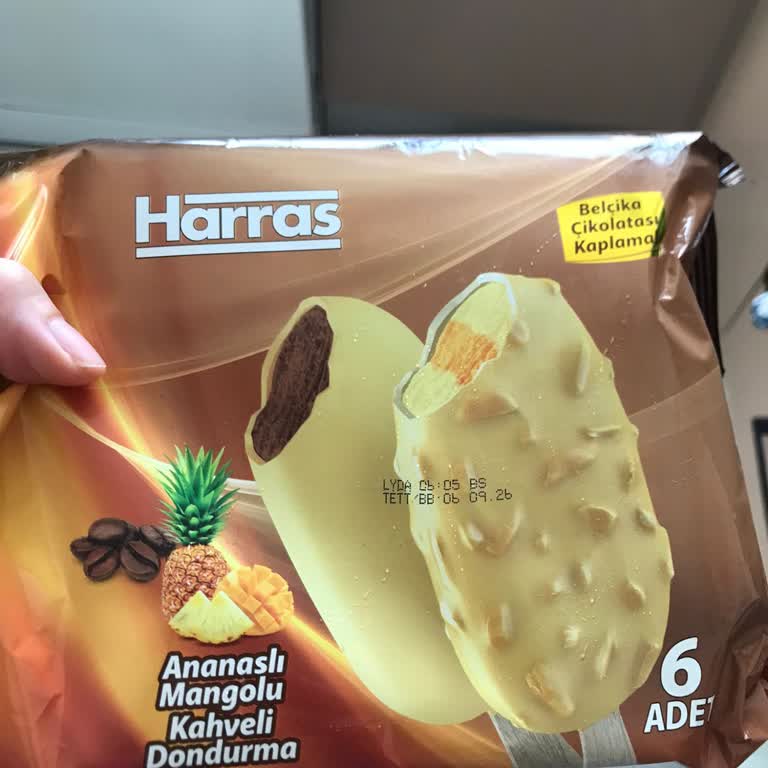 Harras
Belçika
Çikolatası
Kaplama
LYDA 06:05 BS
TETT/BB·06 09.26
Ananaslı
Mangolu
Kahveli
Dondurma
6
ADET